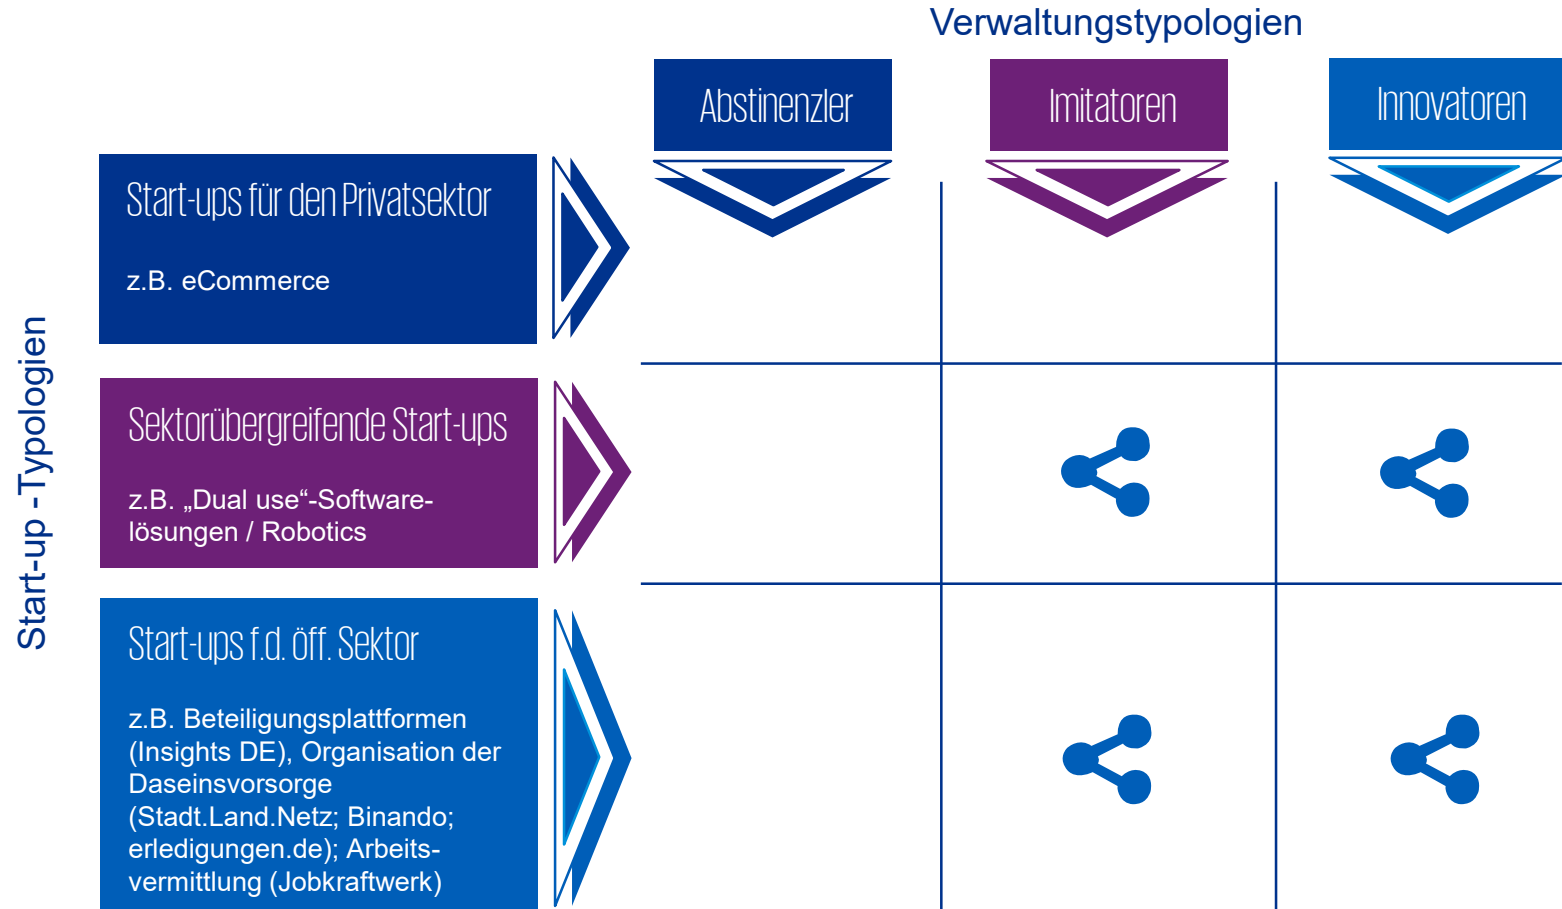 Verwaltungstypologien
Abstinenzler
Imitatoren
Innovatoren
Start-up -Typologien
Start-ups für den Privatsektor
z.B. eCommerce
Sektorübergreifende Start-ups
z.B. „Dual use“-Software-
lösungen / Robotics
Start-ups f.d. öff. Sektor
z.B. Beteiligungsplattformen
(Insights DE), Organisation der
Daseinsvorsorge
(Stadt.Land.Netz; Binando;
erledigungen.de); Arbeits-
vermittlung (Jobkraftwerk)